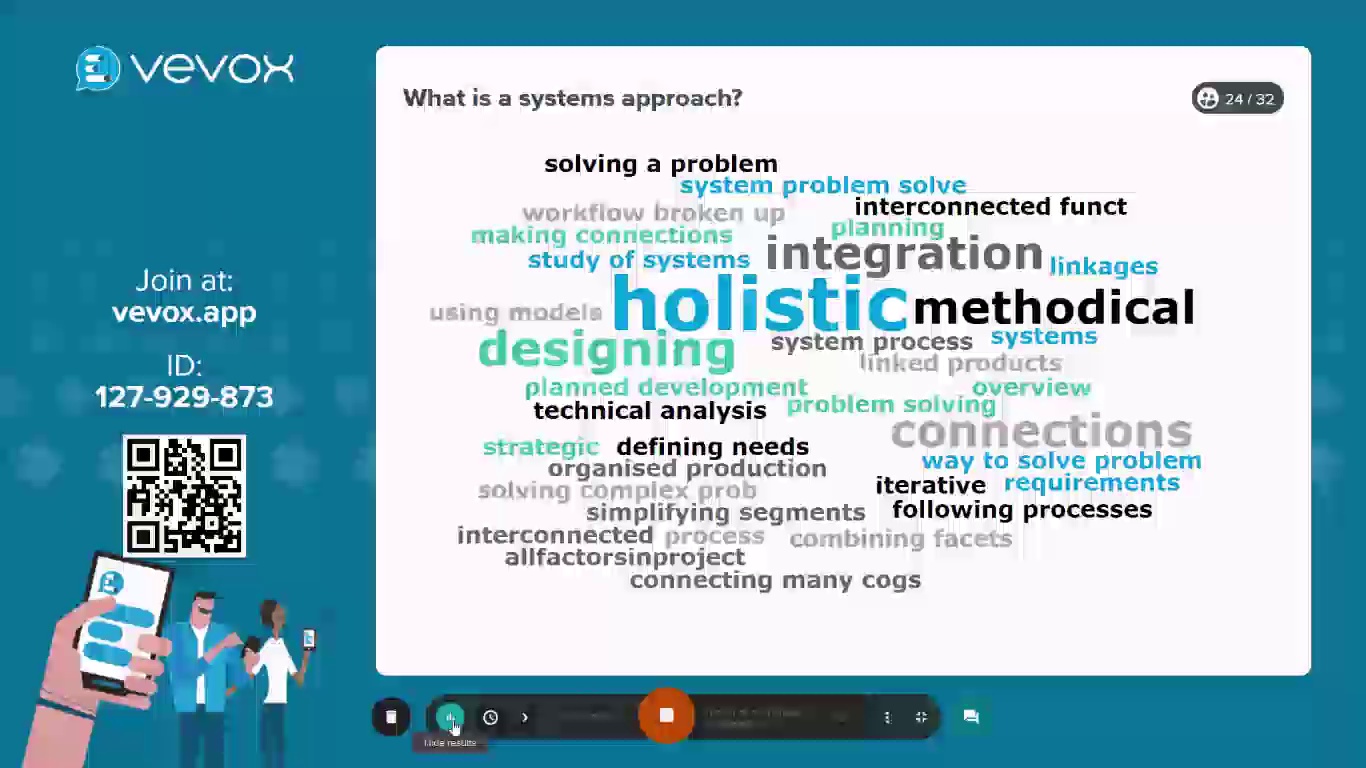 vevox
What is a systems approach?
24 / 32
solving a problem
system problem solve
workflow broken up
interconnected funct
making connections
planning
study of systems
integration
linkages
using models
holistic
methodical
designing
system process
systems
linked products
planned development
overview
technical analysis
problem solving
connections
strategic
defining needs
way to solve problem
organised production
solving complex prob
iterative
requirements
simplifying segments
following processes
interconnected
process
combining facets
allfactorsinproject
connecting many cogs
Join at:
vevox.app
ID:
127-929-873
Hide results